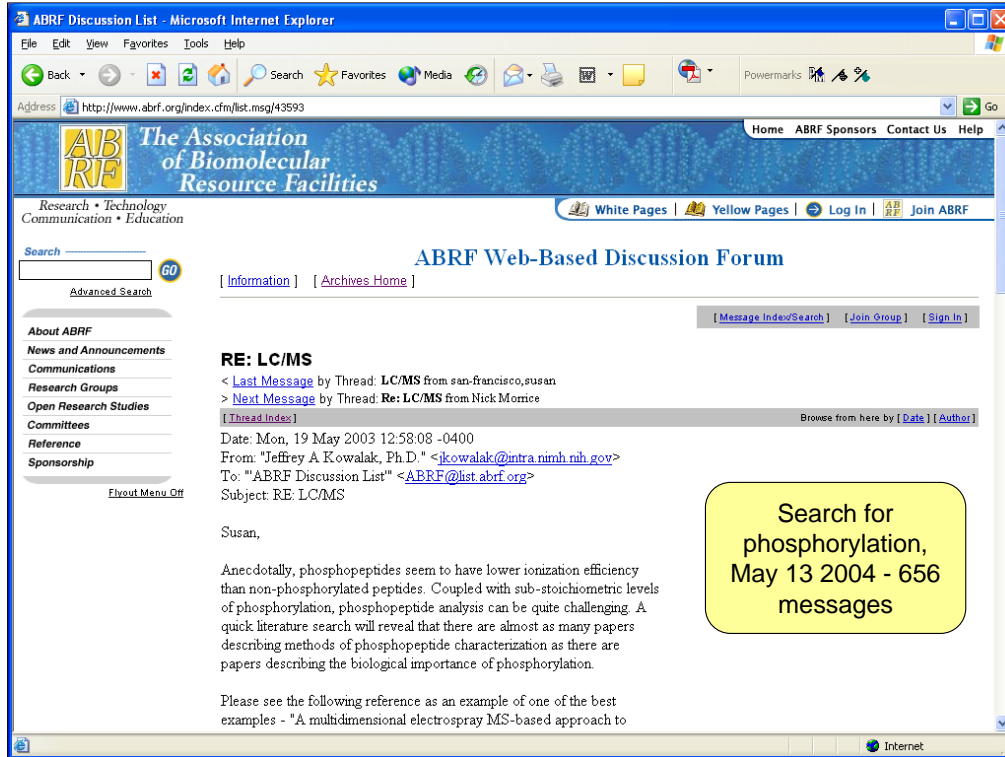 ABRF Discussion List - Microsoft Internet Explorer
File Edit View Favorites Tools Help
Back Search Favorites Media Powermarks
Address http://www.abrf.org/index.cfm/list.msg/43593 Go
Home ABRF Sponsors Contact Us Help
AB
RF
The Association
of Biomolecular
Resource Facilities
Research • Technology
Communication • Education
White Pages | Yellow Pages | Log In | AB RF Join ABRF
Search
GO
Advanced Search
About ABRF
News and Announcements
Communications
Research Groups
Open Research Studies
Committees
Reference
Sponsorship
Flyout Menu Off
ABRF Web-Based Discussion Forum
[ Information ] [ Archives Home ]
[ Message Index/Search ] [ Join Group ] [ Sign In ]
RE: LC/MS
< Last Message by Thread: LC/MS from san-francisco,susan
> Next Message by Thread: Re: LC/MS from Nick Morrice
[ Thread Index ] Browse from here by [ Date ] [ Author ]
Date: Mon, 19 May 2003 12:58:08 -0400
From: "Jeffrey A Kowalak, Ph.D." <jkowalak@intra.nimh.nih.gov>
To: "'ABRF Discussion List'" <ABRF@list.abrf.org>
Subject: RE: LC/MS
Susan,
Anecdotally, phosphopeptides seem to have lower ionization efficiency
than non-phosphorylated peptides. Coupled with sub-stoichiometric levels
of phosphorylation, phosphopeptide analysis can be quite challenging. A
quick literature search will reveal that there are almost as many papers
describing methods of phosphopeptide characterization as there are
papers describing the biological importance of phosphorylation.
Please see the following reference as an example of one of the best
examples - "A multidimensional electrospray MS-based approach to
Search for
phosphorylation,
May 13 2004 - 656
messages
Internet